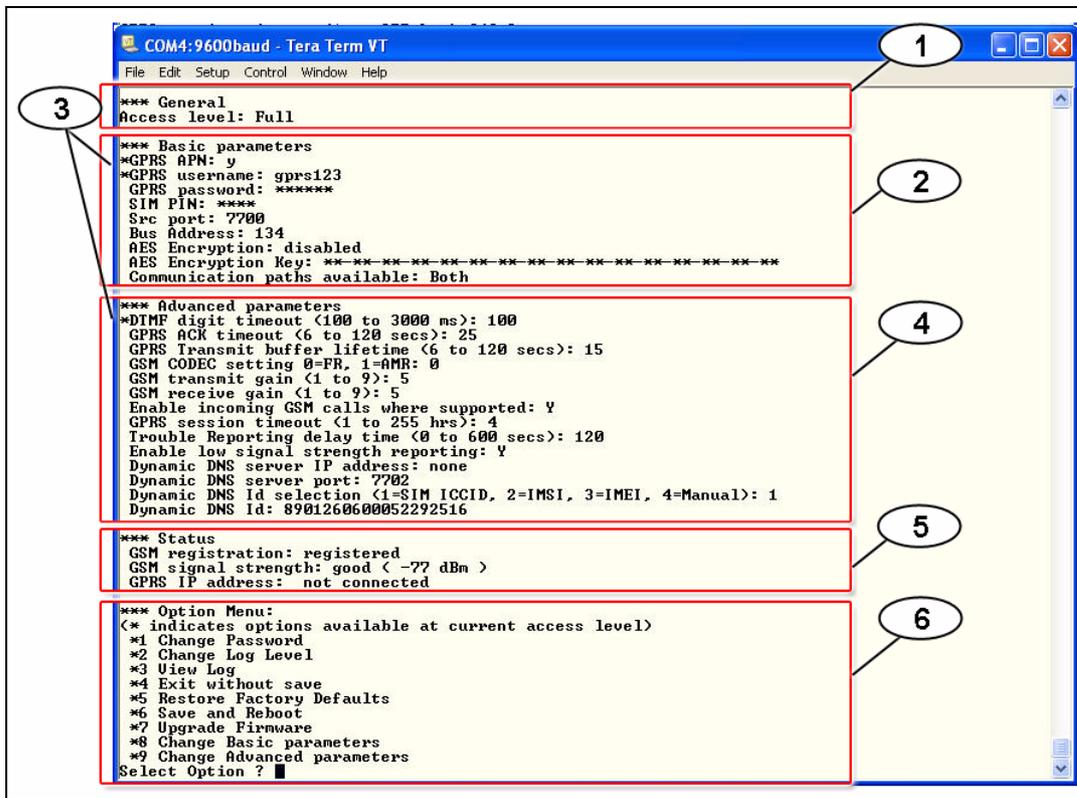 COM4:9600baud - Tera Term VT
File Edit Setup Control Window Help
*** General
Access level: Full
*** Basic parameters
*GPRS APN: y
*GPRS username: gprs123
GPRS password: ******
SIM PIN: ****
Src port: 7700
Bus Address: 134
AES Encryption: disabled
AES Encryption Key: **-**-**-**-**-**-**-**-**-**-**-**-**-**-**-**
Communication paths available: Both
*** Advanced parameters
*DTMF digit timeout (100 to 3000 ms): 100
GPRS ACK timeout (6 to 120 secs): 25
GPRS Transmit buffer lifetime (6 to 120 secs): 15
GSM CODEC setting 0=FR, 1=AMR: 0
GSM transmit gain (1 to 9): 5
GSM receive gain (1 to 9): 5
Enable incoming GSM calls where supported: Y
GPRS session timeout (1 to 255 hrs): 4
Trouble Reporting delay time (0 to 600 secs): 120
Enable low signal strength reporting: Y
Dynamic DNS server IP address: none
Dynamic DNS server port: 7702
Dynamic DNS Id selection (1=SIM ICCID, 2=IMSI, 3=IMEI, 4=Manual): 1
Dynamic DNS Id: 8901260600052292516
*** Status
GSM registration: registered
GSM signal strength: good ( -77 dBm )
GPRS IP address: not connected
*** Option Menu:
(* indicates options available at current access level)
*1 Change Password
*2 Change Log Level
*3 View Log
*4 Exit without save
*5 Restore Factory Defaults
*6 Save and Reboot
*7 Upgrade Firmware
*8 Change Basic parameters
*9 Change Advanced parameters
Select Option ?
1
2
3
4
5
6